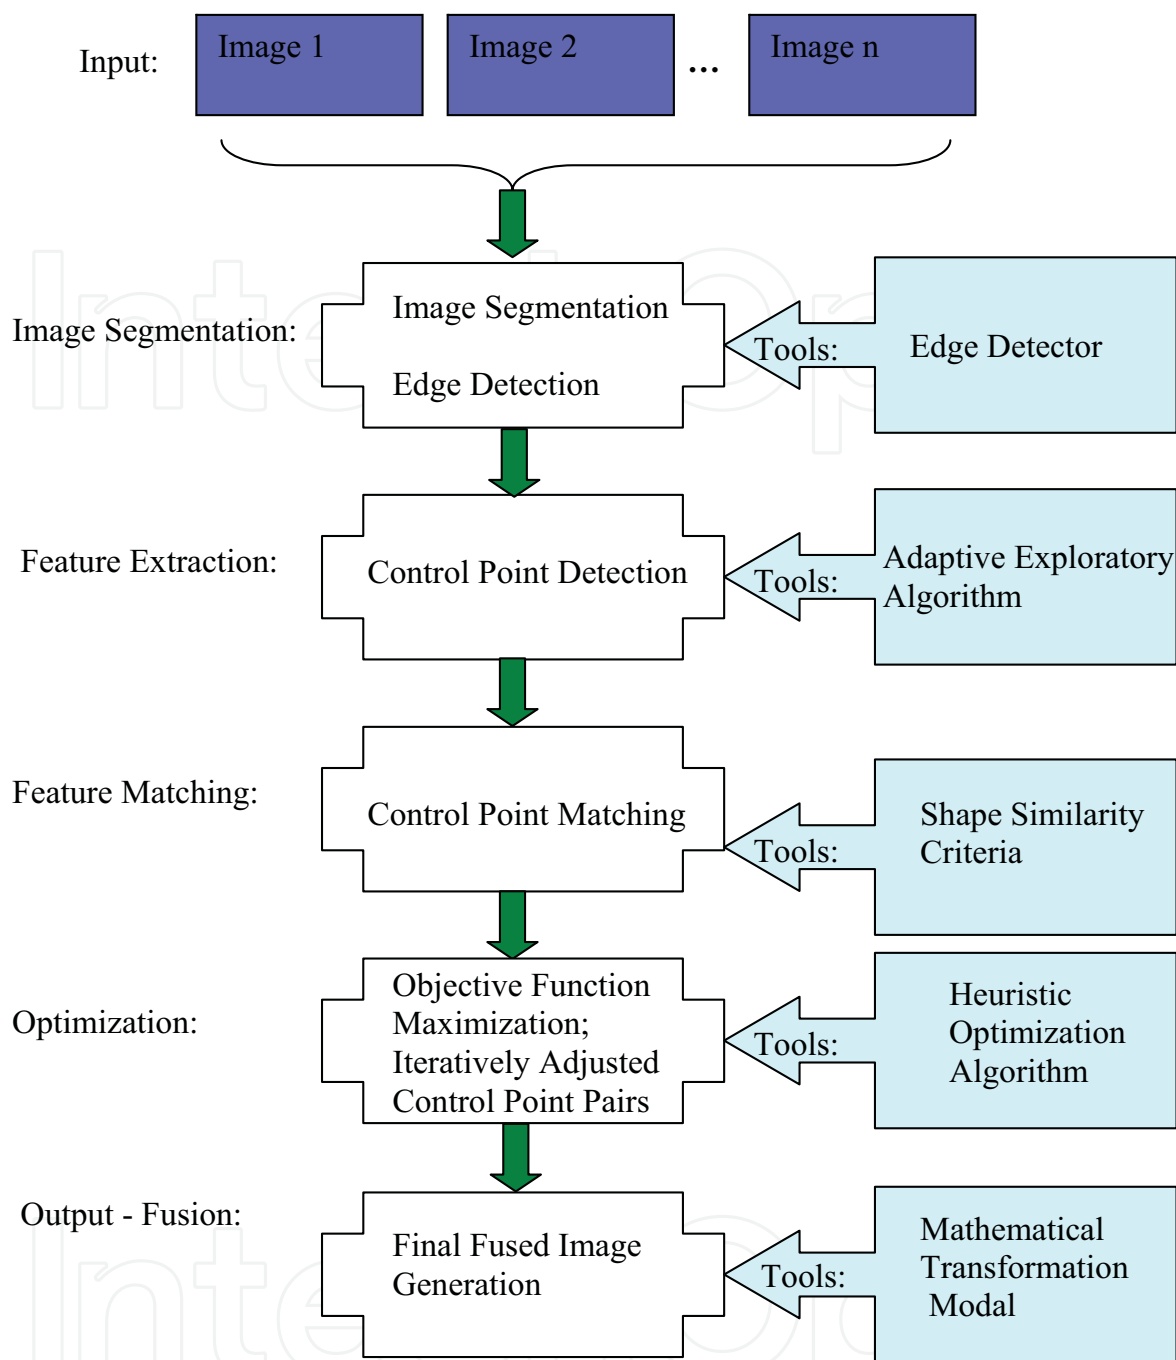 Input:
Image 1
Image 2
...
Image n
Image Segmentation:
Image Segmentation
Edge Detection
Tools:
Edge Detector
Feature Extraction:
Control Point Detection
Tools:
Adaptive Exploratory
Algorithm
Feature Matching:
Control Point Matching
Tools:
Shape Similarity
Criteria
Optimization:
Objective Function
Maximization;
Iteratively Adjusted
Control Point Pairs
Tools:
Heuristic
Optimization
Algorithm
Output - Fusion:
Final Fused Image
Generation
Tools:
Mathematical
Transformation
Modal